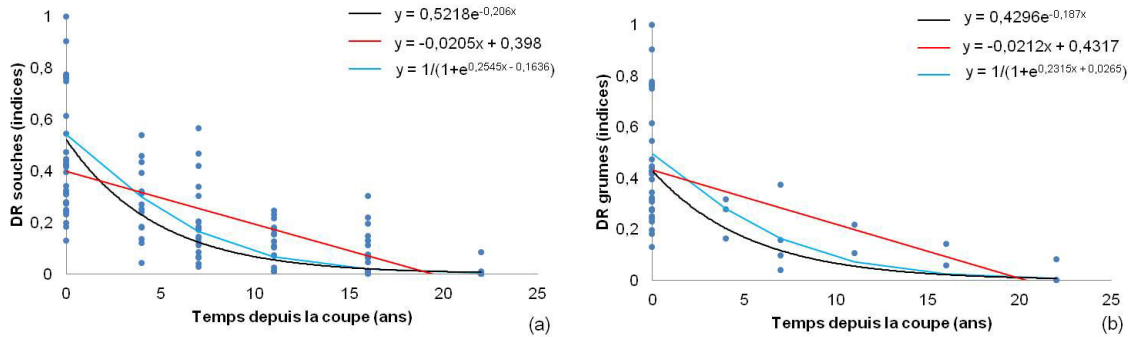 y = 0,5218e-0,206x
y = -0,0205x + 0,398
y = 1/(1+e0,2545x – 0,1636)
DR souches (indices)
1
0,8
0,6
0,4
0,2
0
0 5 10 15 20 25
Temps depuis la coupe (ans)
(a)
y = 0,4296e-0,187x
y = -0,0212x + 0,4317
y = 1/(1+e0,2315x + 0,0265)
DR grumes (indices)
1
0,8
0,6
0,4
0,2
0
0 5 10 15 20 25
Temps depuis la coupe (ans)
(b)